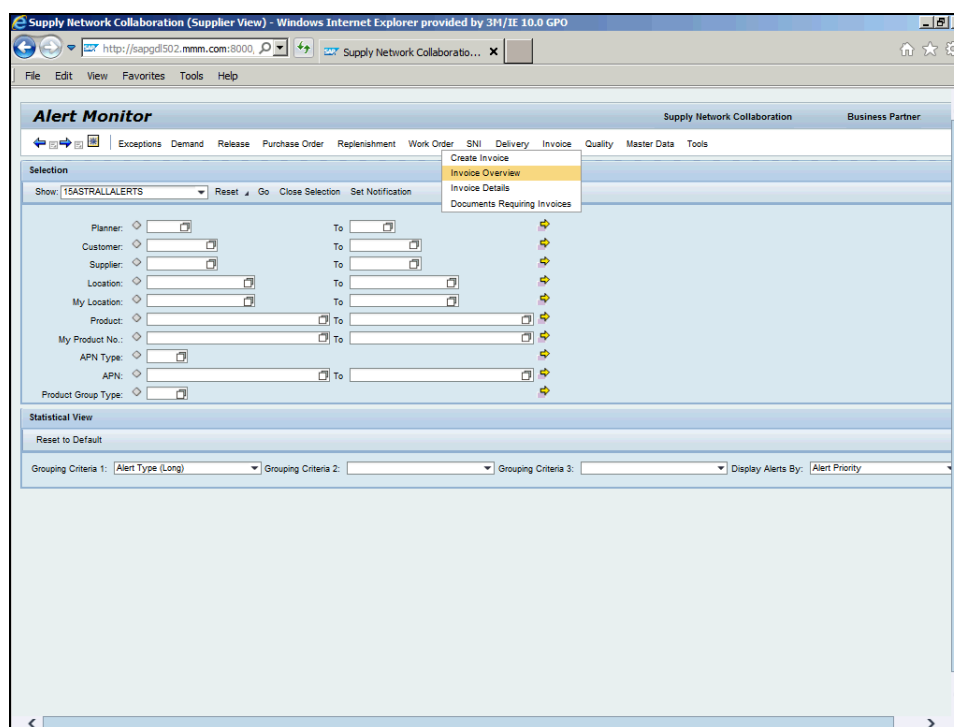 Supply Network Collaboration (Supplier View) - Windows Internet Explorer provided by 3M/IE 10.0 GPO
http://sapgdl502.mmm.com:8000, Supply Network Collaboratio...
File Edit View Favorites Tools Help
Alert Monitor Supply Network Collaboration Business Partner
Exceptions Demand Release Purchase Order Replenishment Work Order SNI Delivery Invoice Quality Master Data Tools
Create Invoice
Invoice Overview
Invoice Details
Documents Requiring Invoices
Selection
Show: 15ASTRALLALERTS Reset Go Close Selection Set Notification
Planner: To
Customer: To
Supplier: To
Location: To
My Location: To
Product: To
My Product No.: To
APN Type:
APN: To
Product Group Type:
Statistical View
Reset to Default
Grouping Criteria 1: Alert Type (Long) Grouping Criteria 2: Grouping Criteria 3: Display Alerts By: Alert Priority